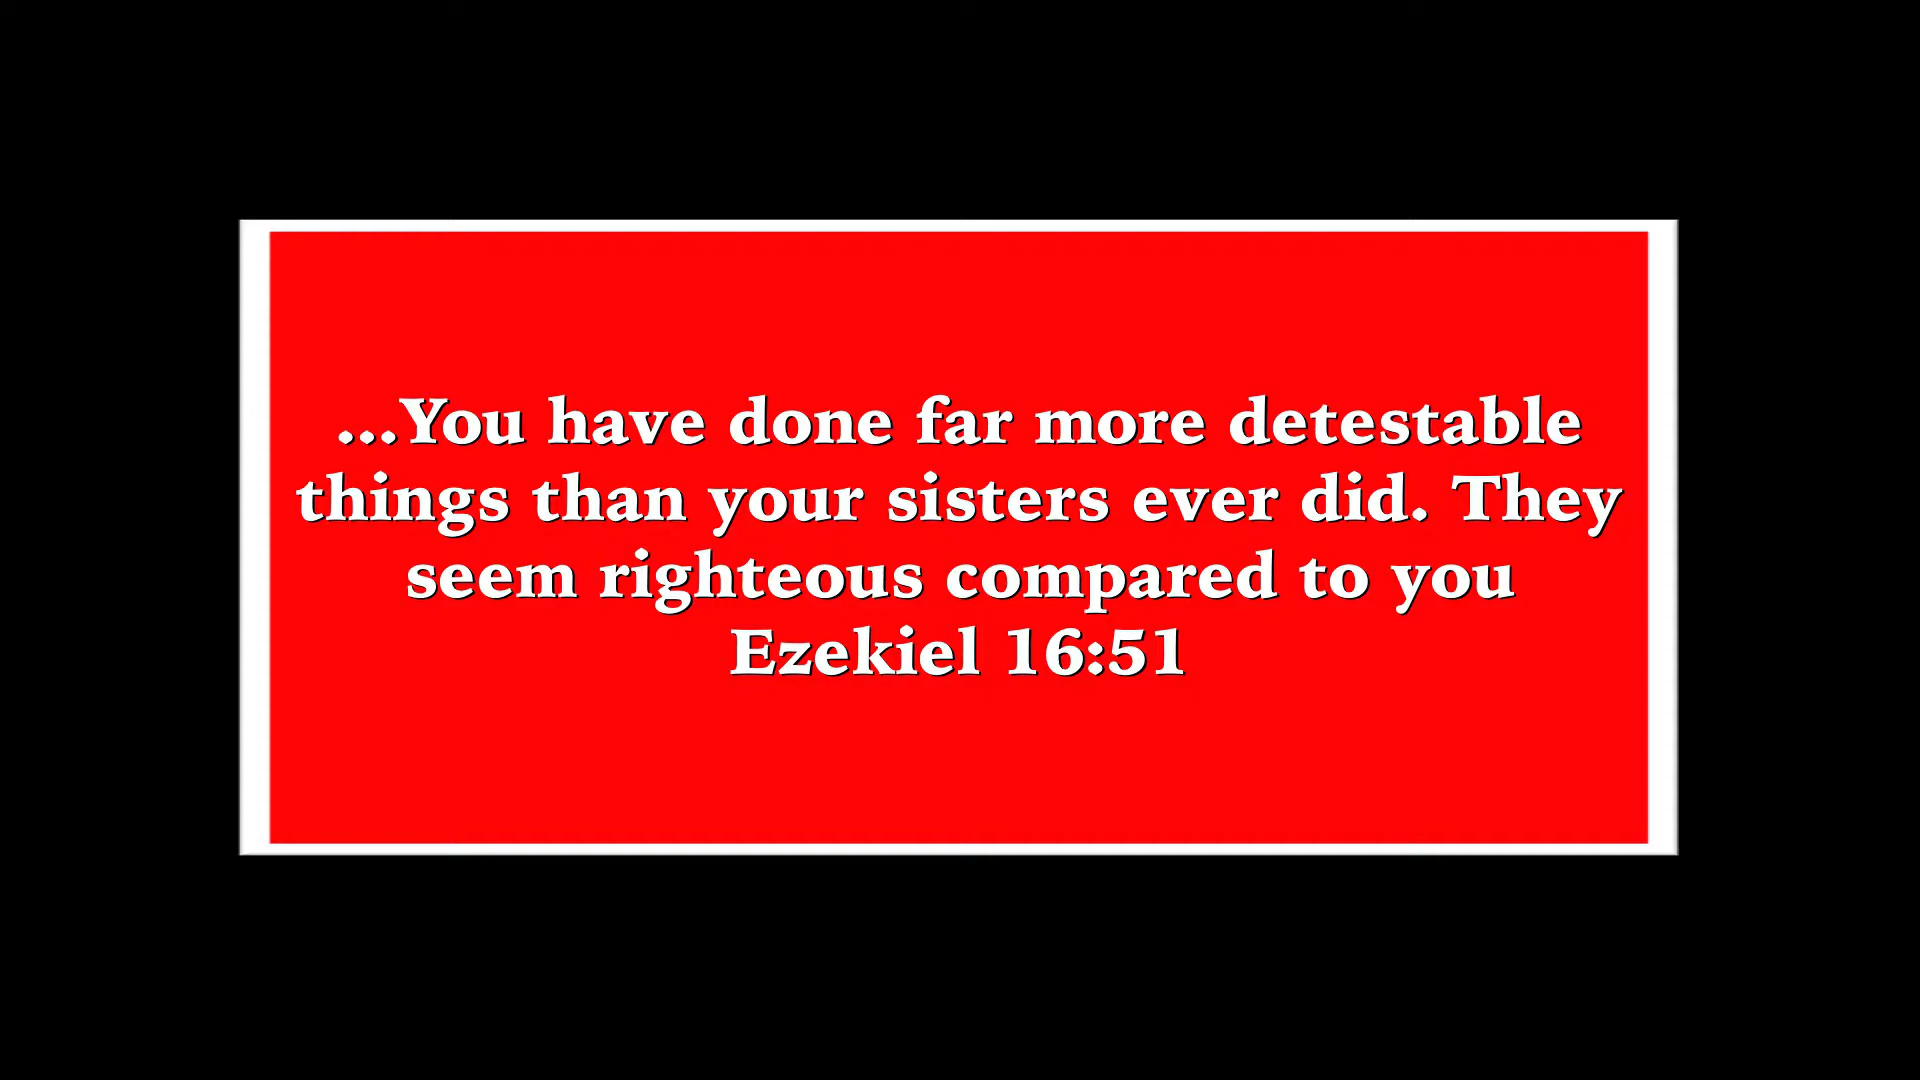 ...You have done far more detestable
things than your sisters ever did. They
seem righteous compared to you
Ezekiel 16:51